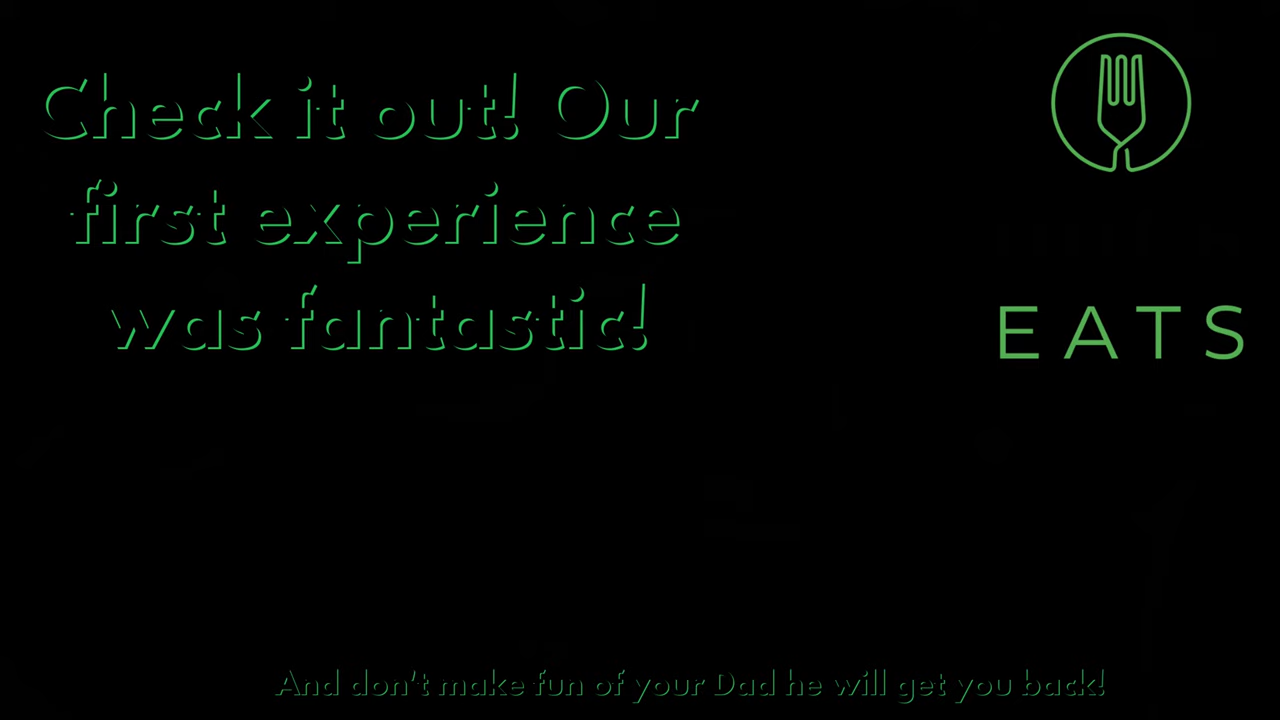 Check it out! Our
first experience
was fantastic!
EATS
And don't make fun of your Dad he will get you back!